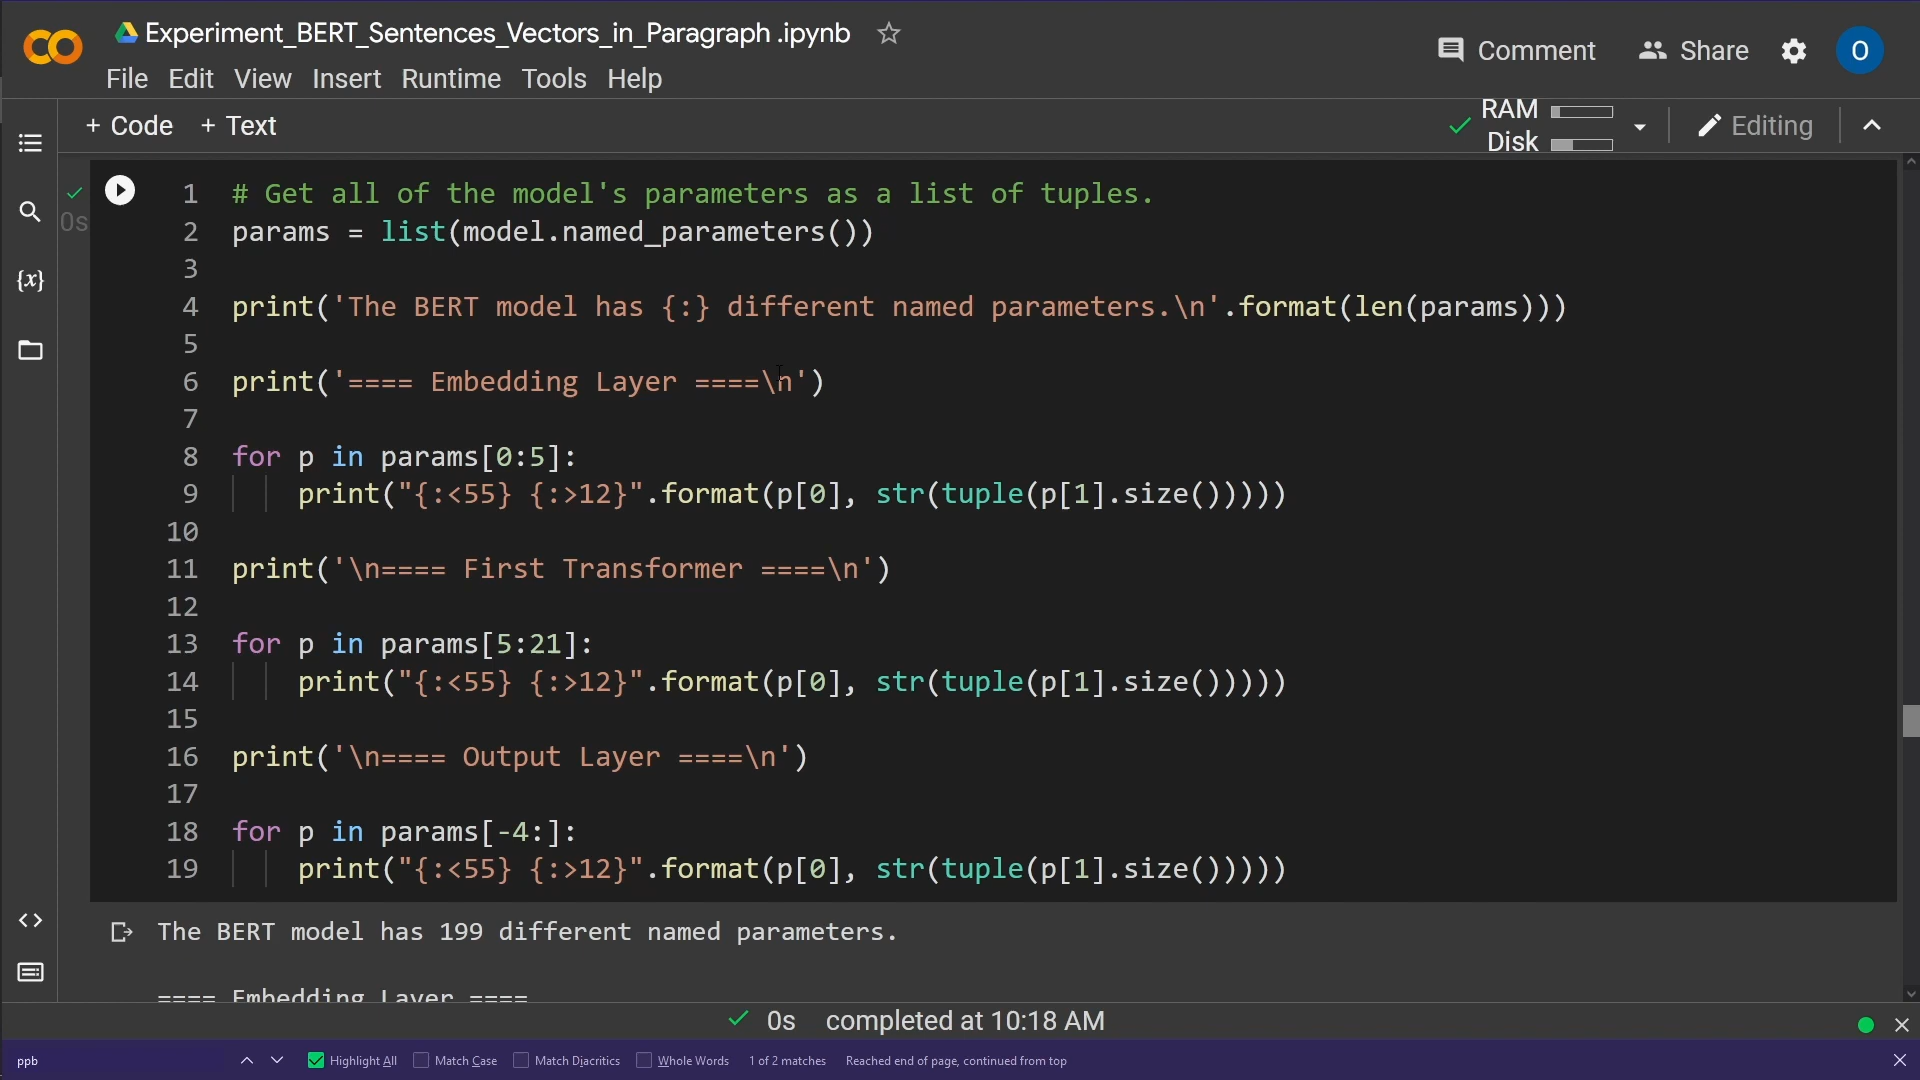 Experiment_BERT_Sentences_Vectors_in_Paragraph .ipynb
File Edit View Insert Runtime Tools Help
Comment Share O
+ Code + Text
RAM
Disk
Editing
0s
1 # Get all of the model's parameters as a list of tuples.
2 params = list(model.named_parameters())
3
4 print('The BERT model has {:} different named parameters.\n'.format(len(params)))
5
6 print('==== Embedding Layer ====\n')
7
8 for p in params[0:5]:
9     print("{:<55} {:>12}".format(p[0], str(tuple(p[1].size()))))
10
11 print('\n==== First Transformer ====\n')
12
13 for p in params[5:21]:
14     print("{:<55} {:>12}".format(p[0], str(tuple(p[1].size()))))
15
16 print('\n==== Output Layer ====\n')
17
18 for p in params[-4:]:
19     print("{:<55} {:>12}".format(p[0], str(tuple(p[1].size()))))
The BERT model has 199 different named parameters.
==== Embedding Layer ====
0s completed at 10:18 AM
ppb Highlight All Match Case Match Diacritics Whole Words 1 of 2 matches Reached end of page, continued from top